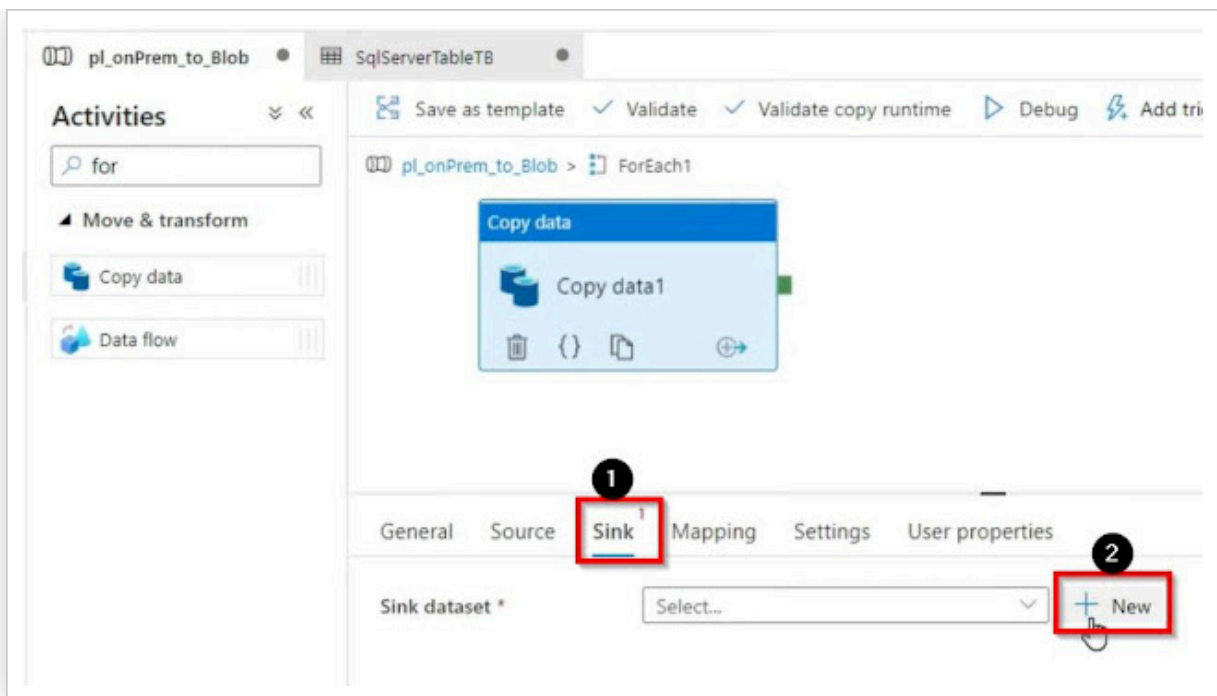 pl_onPrem_to_Blob
SqlServerTableTB
Activities
for
Move & transform
Copy data
Data flow
Save as template
Validate
Validate copy runtime
Debug
Add tri
pl_onPrem_to_Blob > ForEach1
Copy data
Copy data1
{}
1
General Source Sink 1 Mapping Settings User properties
2
Sink dataset * Select... + New